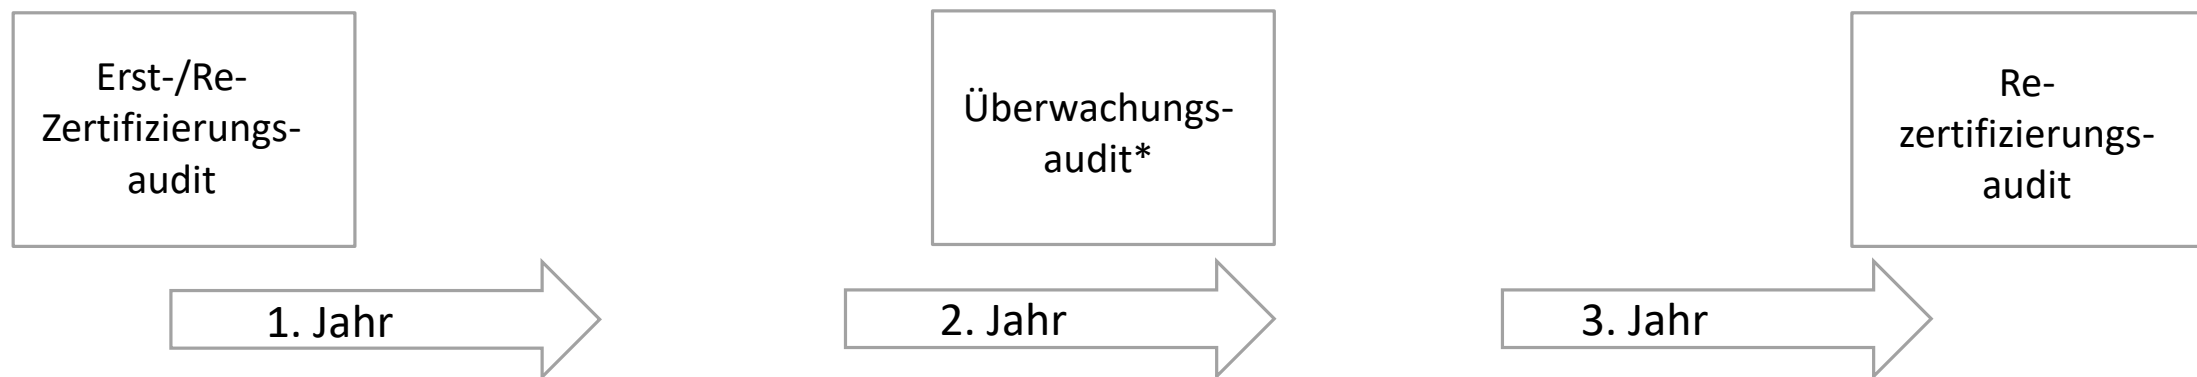 Erst-/Re-
Zertifizierungs-
audit
Überwachungs-
audit*
Re-
zertifizierungs-
audit
1. Jahr
2. Jahr
3. Jahr